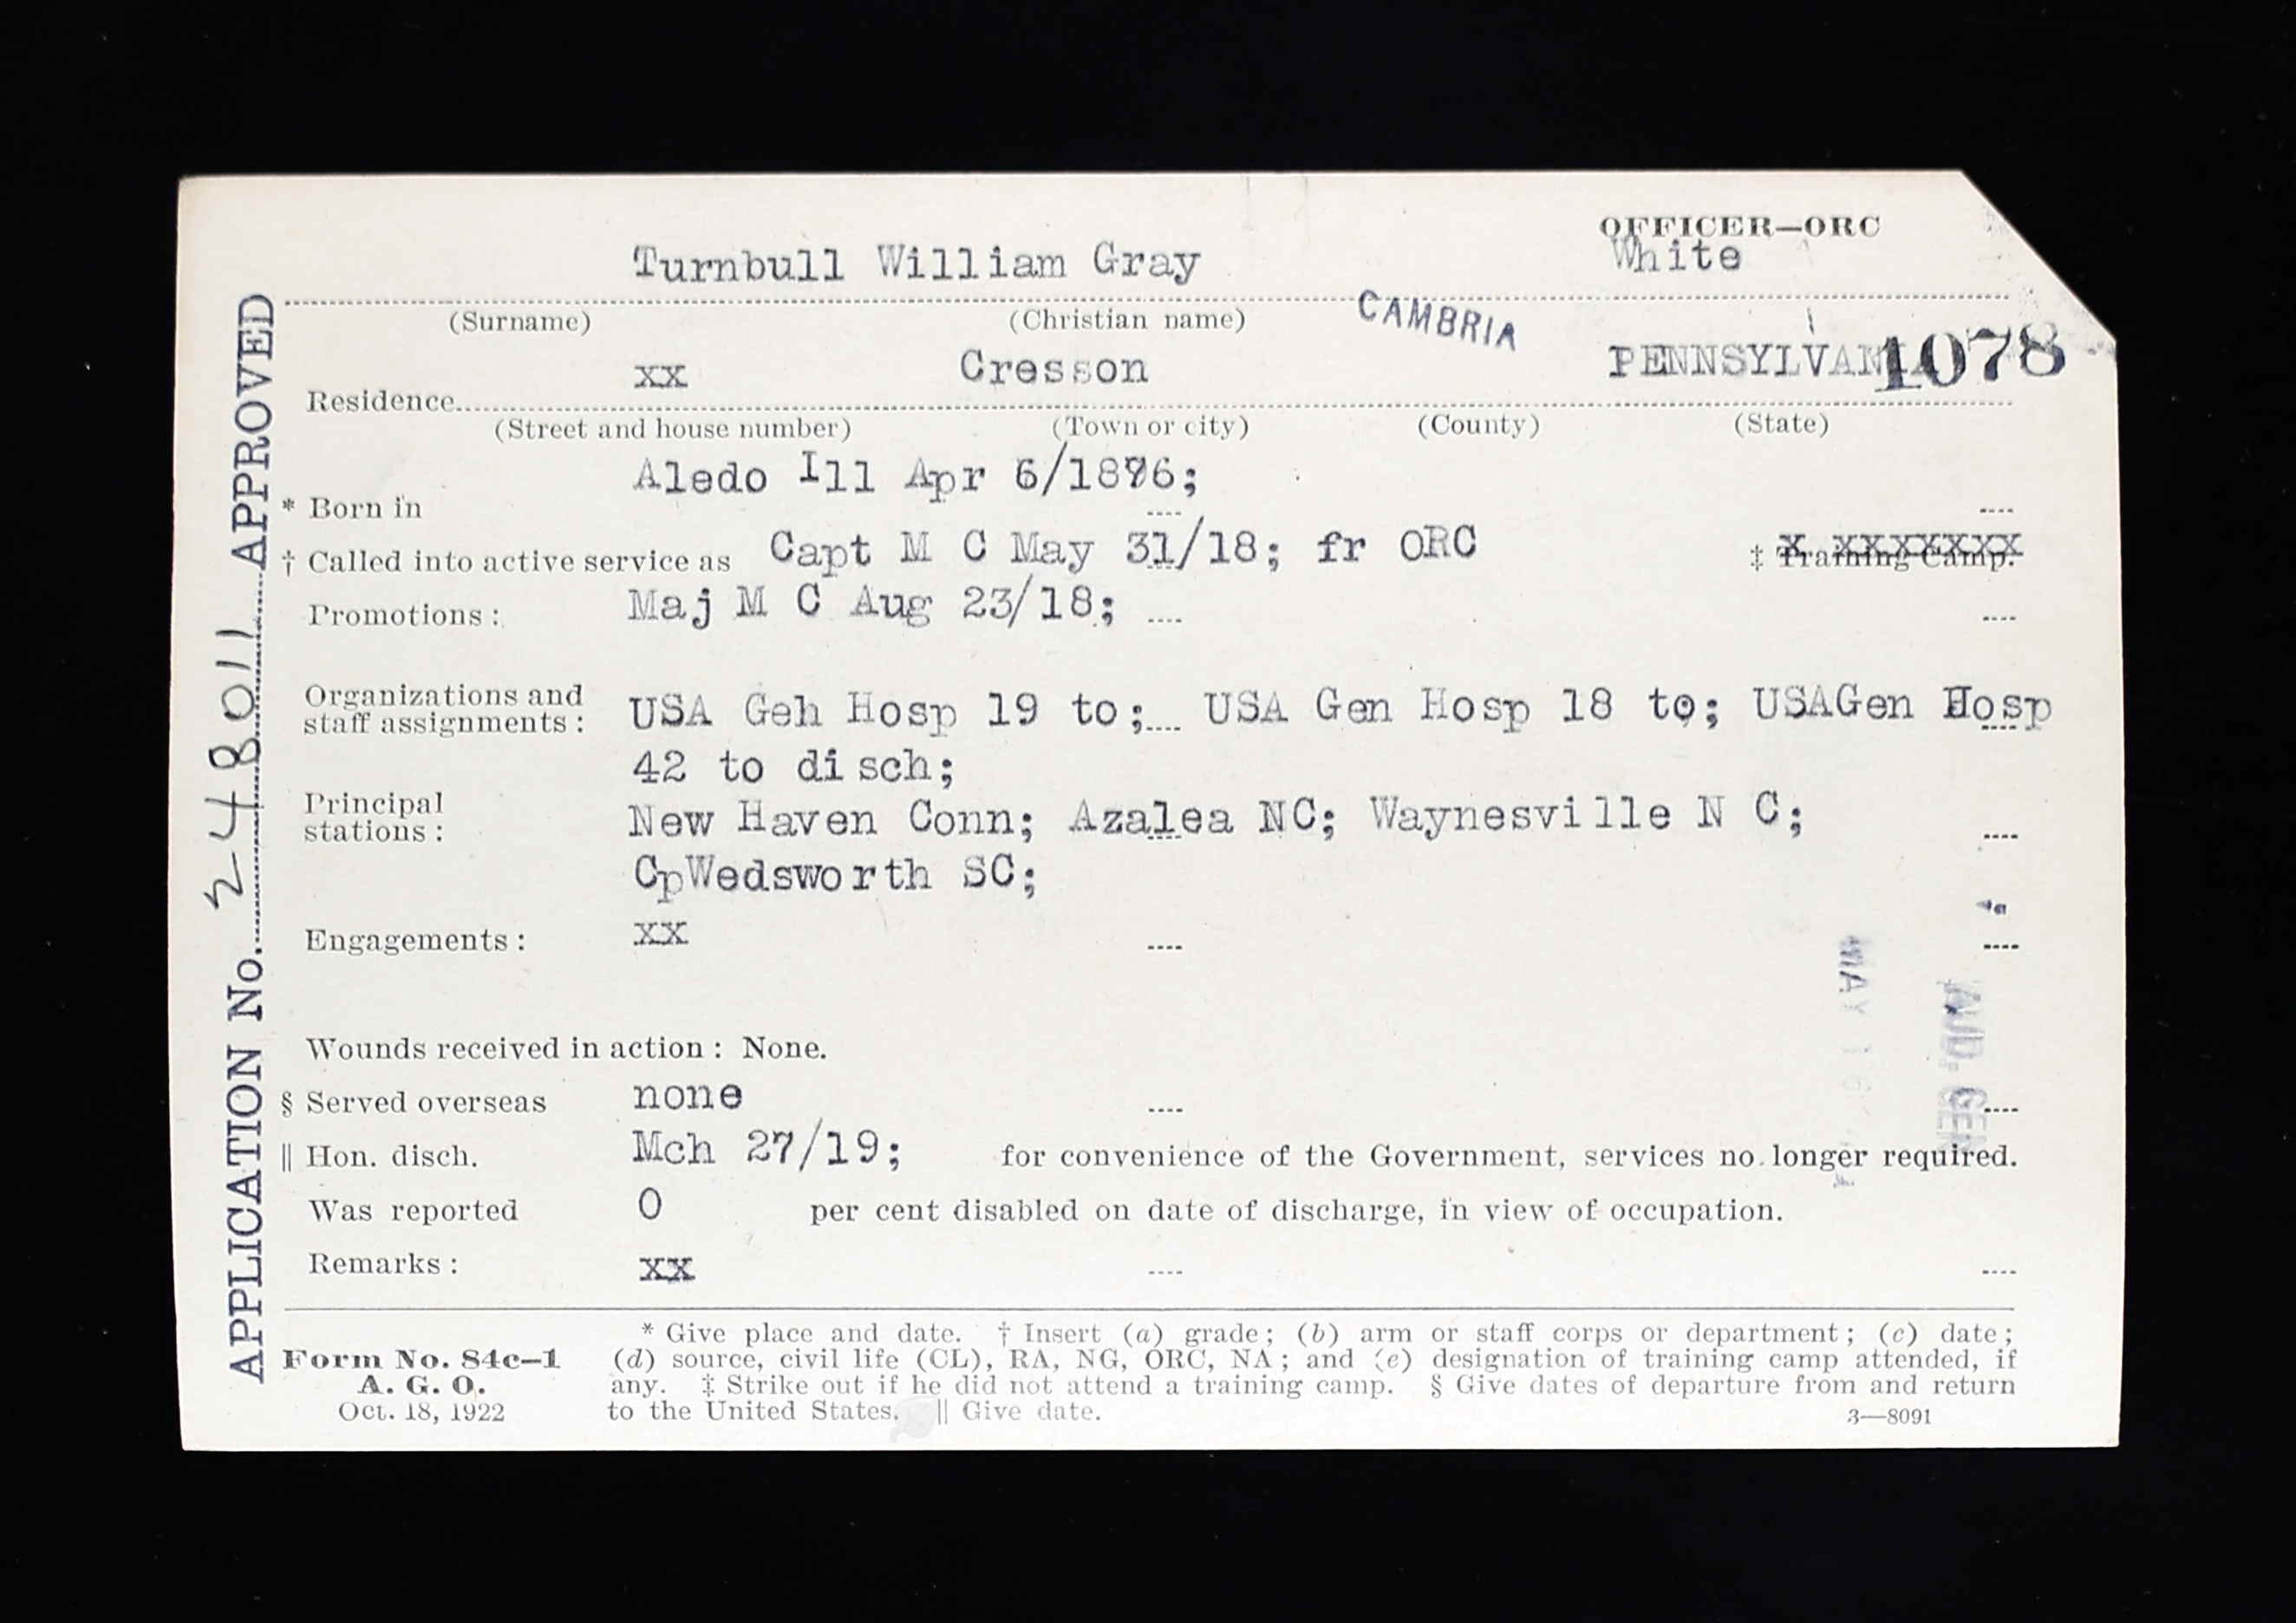 OFFICER—ORC
Turnbull William Gray White
(Surname) (Christian name)
CAMBRIA
xx Cresson PENNSYLVANIA 1078
Residence
(Street and house number) (Town or city) (County) (State)
Aledo Ill Apr 6/1876;
* Born in
† Called into active service as Capt M C May 31/18; fr ORC ‡ Training Camp.
Promotions: Maj M C Aug 23/18;
Organizations and
staff assignments: USA Geh Hosp 19 to; USA Gen Hosp 18 to; USAGen Hosp
42 to disch;
Principal
stations: New Haven Conn; Azalea NC; Waynesville N C;
CpWedsworth SC;
Engagements: xx
Wounds received in action: None.
§ Served overseas none
|| Hon. disch. Mch 27/19; for convenience of the Government, services no longer required.
Was reported 0 per cent disabled on date of discharge, in view of occupation.
Remarks: xx
Form No. 84c–1
A. G. O.
Oct. 18, 1922
* Give place and date. † Insert (a) grade; (b) arm or staff corps or department; (c) date;
(d) source, civil life (CL), RA, NG, ORC, NA; and (e) designation of training camp attended, if
any. ‡ Strike out if he did not attend a training camp. § Give dates of departure from and return
to the United States. || Give date.
3—8091
APPLICATION No. 248011 APPROVED
MAY 16
AUD. GEN